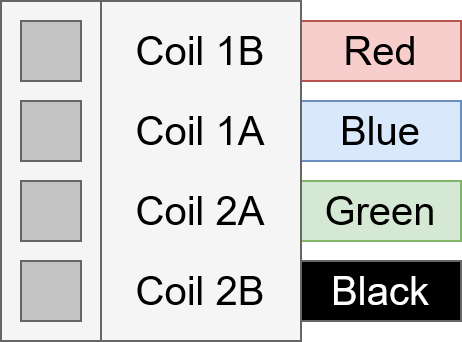 Coil 1B Red
Coil 1A Blue
Coil 2A Green
Coil 2B Black